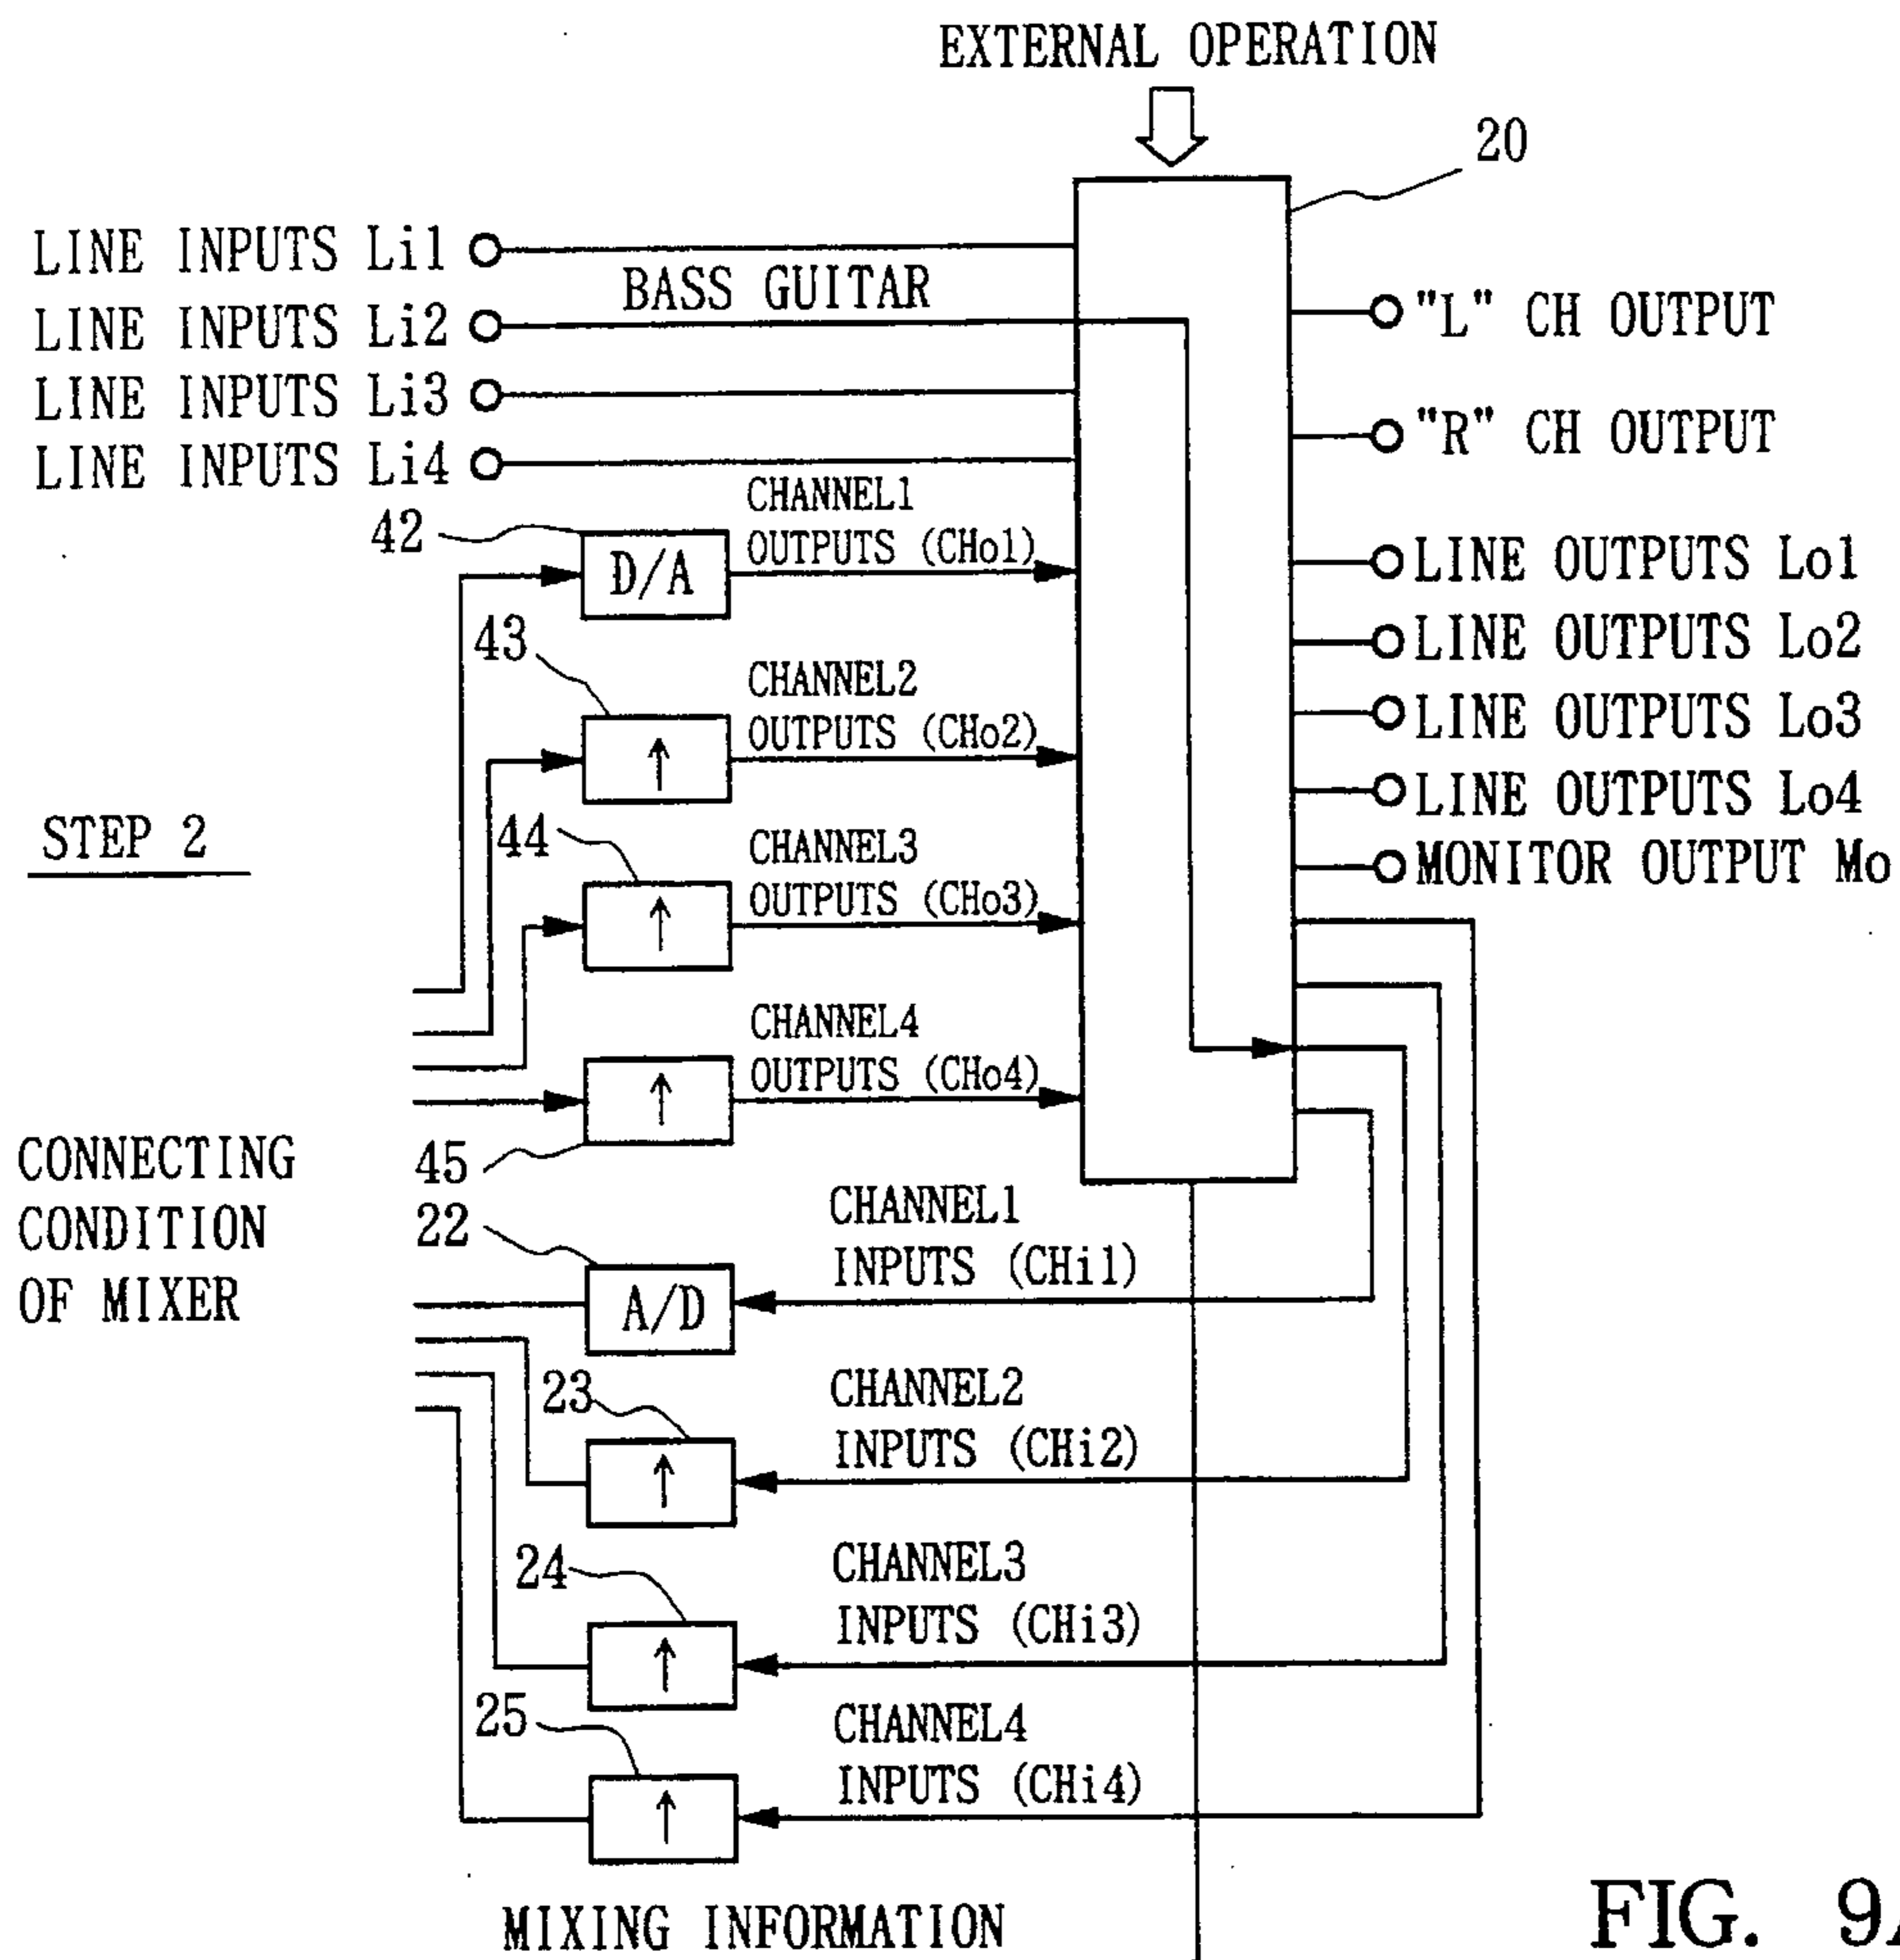 EXTERNAL OPERATION
20
LINE INPUTS Li1
BASS GUITAR
LINE INPUTS Li2
LINE INPUTS Li3
LINE INPUTS Li4
"L" CH OUTPUT
"R" CH OUTPUT
LINE OUTPUTS Lo1
LINE OUTPUTS Lo2
LINE OUTPUTS Lo3
LINE OUTPUTS Lo4
MONITOR OUTPUT Mo
42
D/A
CHANNEL1
OUTPUTS (CHo1)
43
↑
CHANNEL2
OUTPUTS (CHo2)
STEP 2
44
↑
CHANNEL3
OUTPUTS (CHo3)
45
↑
CHANNEL4
OUTPUTS (CHo4)
CONNECTING
CONDITION
OF MIXER
22
A/D
CHANNEL1
INPUTS (CHi1)
23
↑
CHANNEL2
INPUTS (CHi2)
24
↑
CHANNEL3
INPUTS (CHi3)
25
↑
CHANNEL4
INPUTS (CHi4)
MIXING INFORMATION
FIG. 9